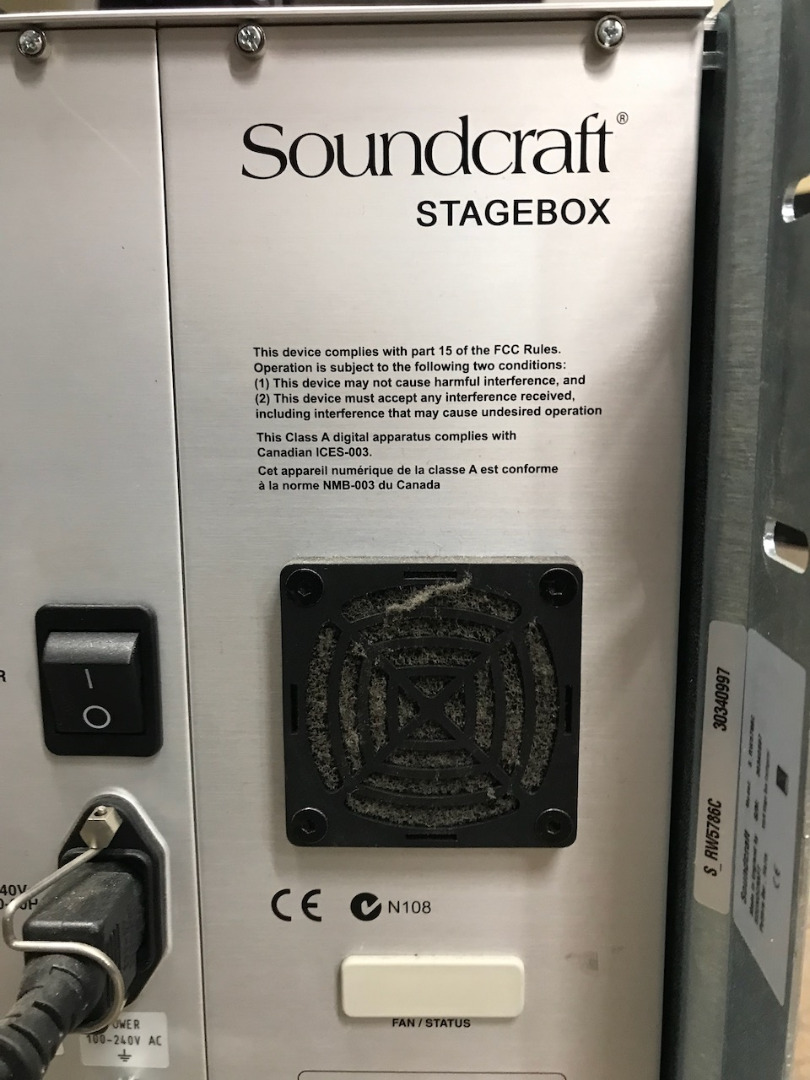 Soundcraft®
STAGEBOX
This device complies with part 15 of the FCC Rules.
Operation is subject to the following two conditions:
(1) This device may not cause harmful interference, and
(2) This device must accept any interference received,
including interference that may cause undesired operation
This Class A digital apparatus complies with
Canadian ICES-003.
Cet appareil numérique de la classe A est conforme
à la norme NMB-003 du Canada
R
I
O
40V
CE
N108
FAN / STATUS
100-240V AC
S_RW5786C 30340997
Soundcraft
CE